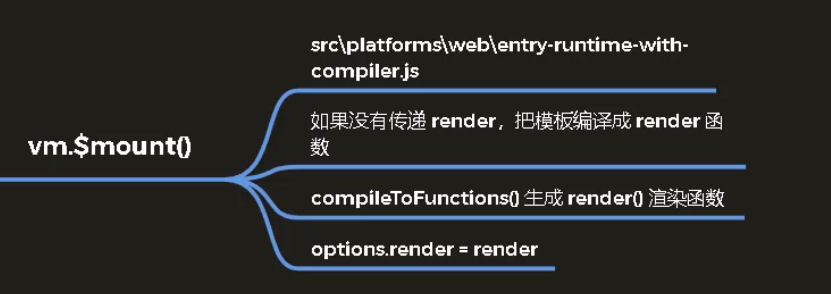 src\platforms\web\entry-runtime-with-
compiler.js
如果没有传递 render，把模板编译成 render 函
数
vm.$mount()
compileToFunctions() 生成 render() 渲染函数
options.render = render